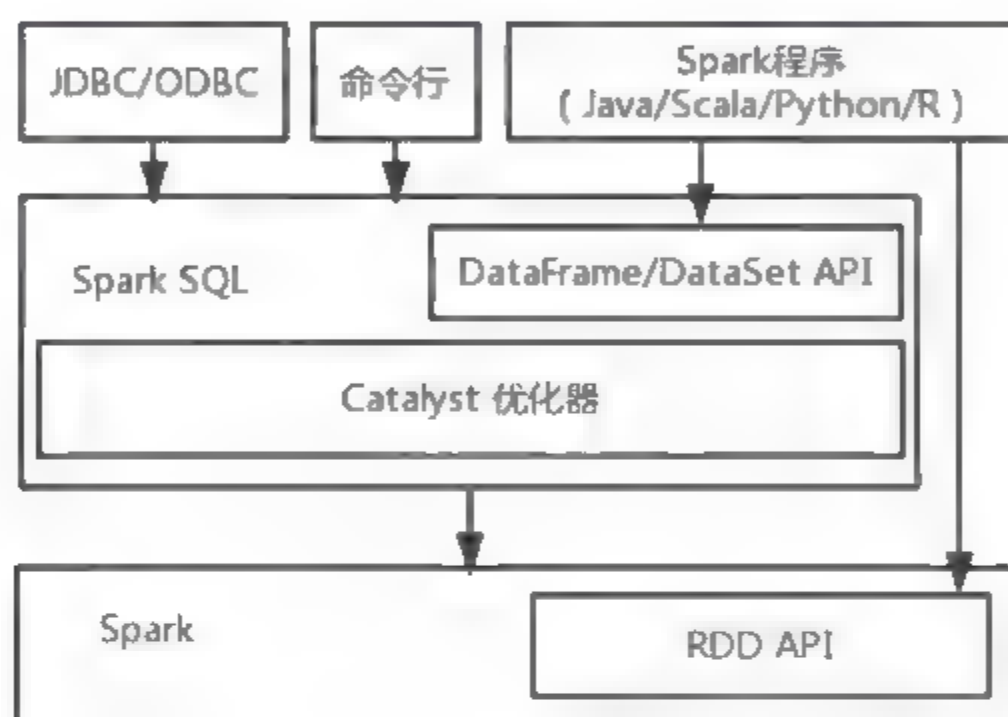 JDBC/ODBC
命令行
Spark程序
( Java/Scala/Python/R )
Spark SQL
DataFrame/DataSet API
Catalyst 优化器
Spark
RDD API